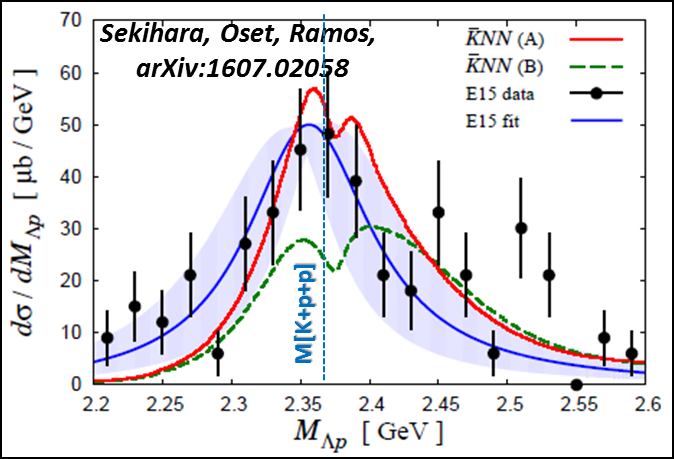 Sekihara, Oset, Ramos,
arXiv:1607.02058
K̄NN (A)
K̄NN (B)
E15 data
E15 fit
dσ / dM_Λp [ μb / GeV ]
70
60
50
40
30
20
10
0
M[K+p+p]
2.2 2.25 2.3 2.35 2.4 2.45 2.5 2.55 2.6
M_Λp [ GeV ]